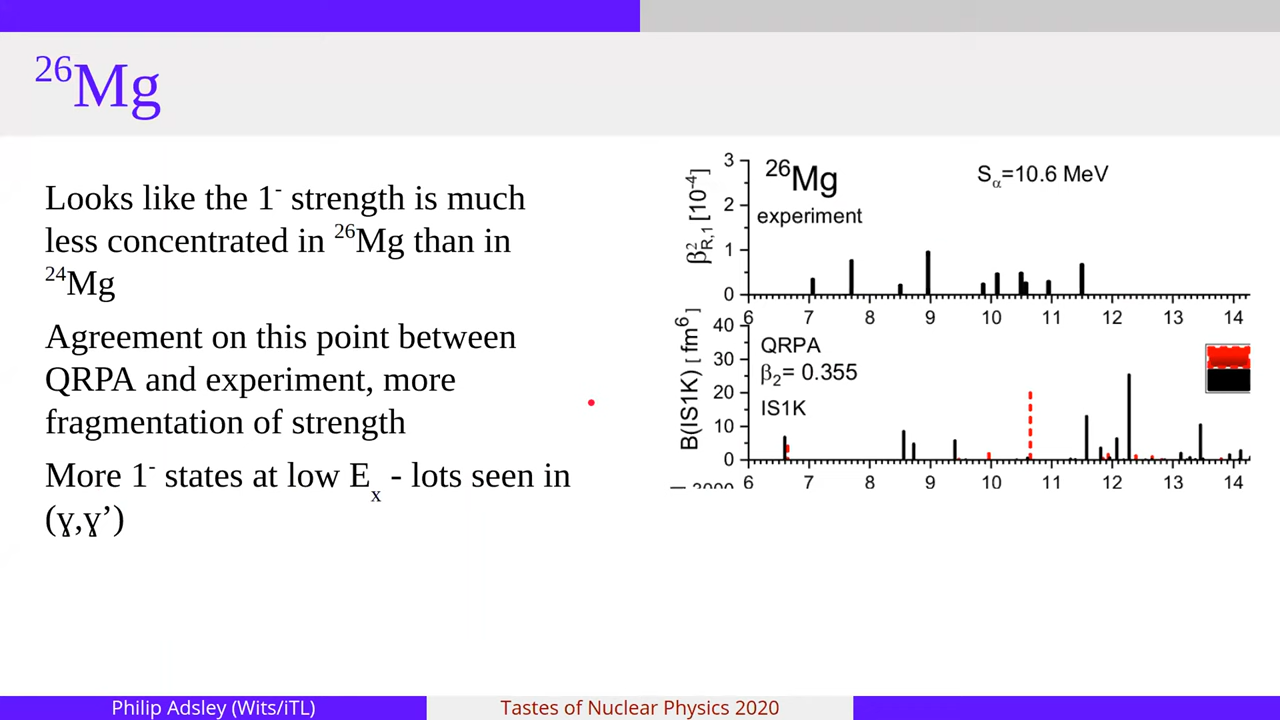 ²⁶Mg
Looks like the 1⁻ strength is much
less concentrated in ²⁶Mg than in
²⁴Mg
Agreement on this point between
QRPA and experiment, more
fragmentation of strength
More 1⁻ states at low Eₓ - lots seen in
(ɣ,ɣ’)
3
2
1
0
β²R,1 [10⁻⁴]
²⁶Mg
experiment
Sα=10.6 MeV
6 7 8 9 10 11 12 13 14
40
30
20
10
0
B(IS1K) [ fm⁶]
QRPA
β₂= 0.355
IS1K
6 7 8 9 10 11 12 13 14
Philip Adsley (Wits/iTL)
Tastes of Nuclear Physics 2020